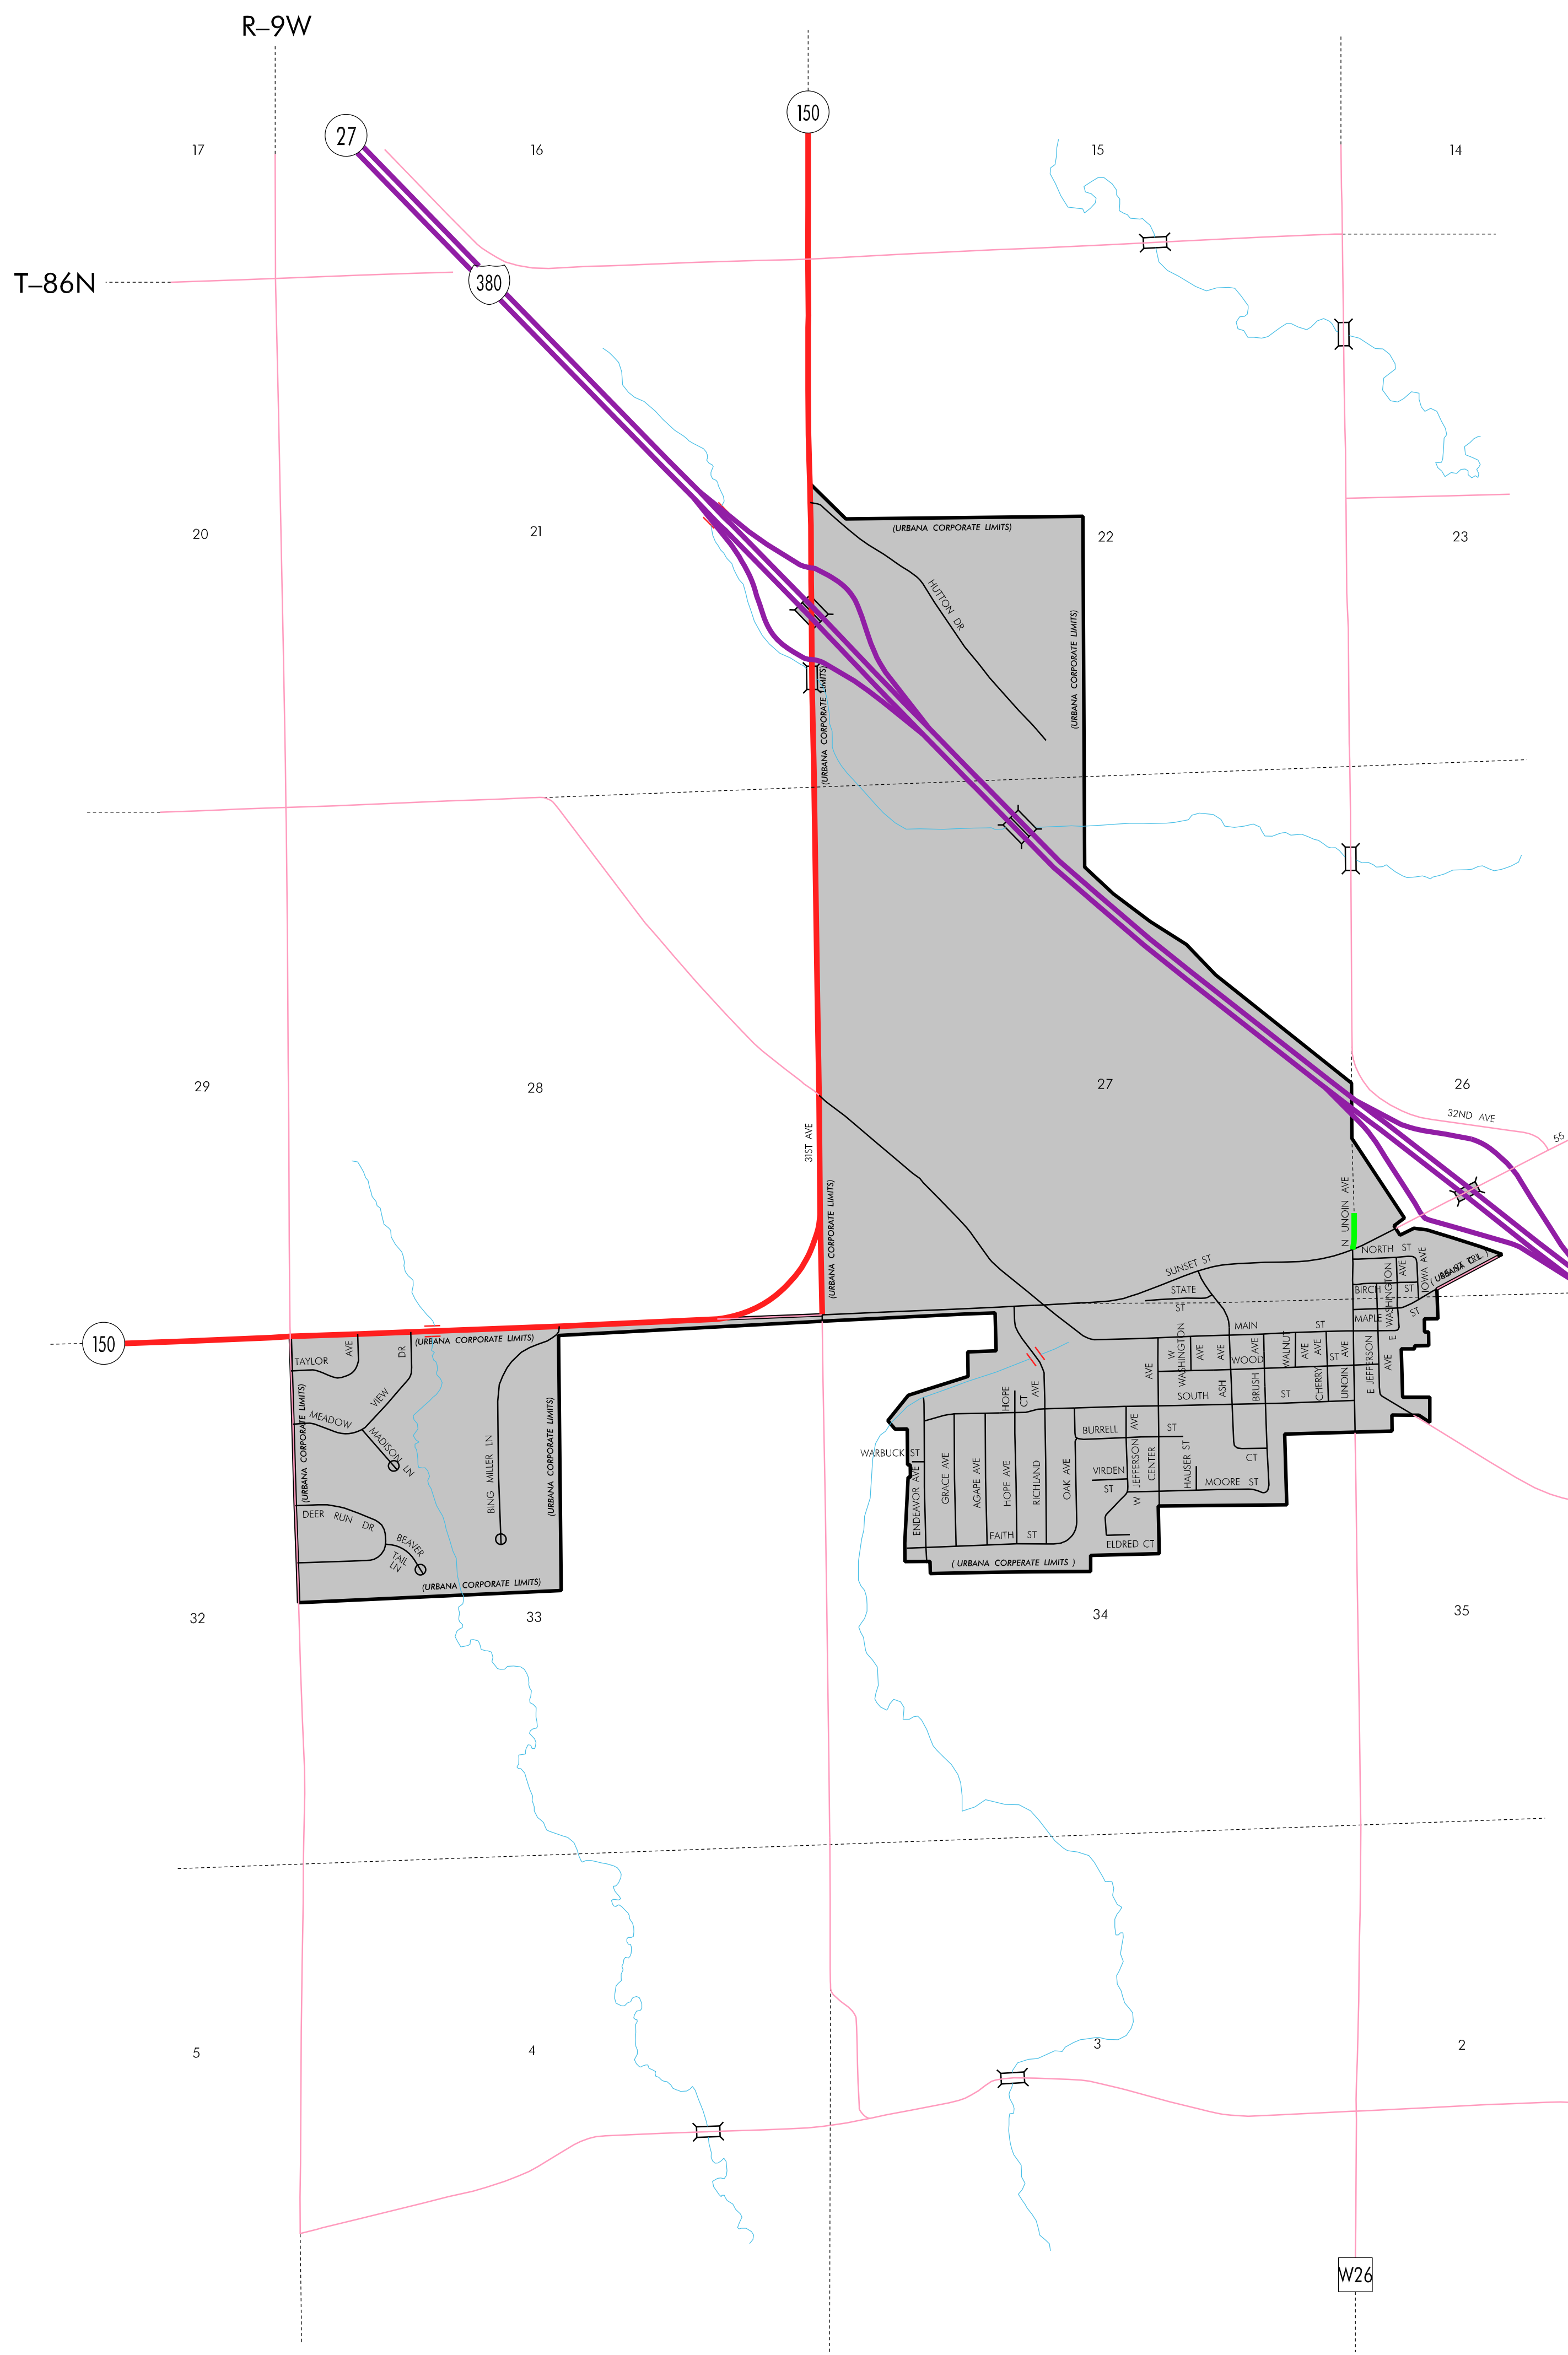 R–9W
150
27
17
16
15
14
380
T–86N
20
21
(URBANA CORPORATE LIMITS)
22
23
HUTTON DR
(URBANA CORPORATE LIMITS)
(URBANA CORPORATE LIMITS)
29
28
27
26
32ND AVE
55
31ST AVE
(URBANA CORPORATE LIMITS)
N UNOIN AVE
NORTH ST
SUNSET ST
IOWA AVE
AVE
STATE
ST
BIRCH ST
E WASHINGTON
MAPLE ST
150
(URBANA CORPORATE LIMITS)
MAIN ST
TAYLOR
AVE
VIEW DR
W WASHINGTON
AVE
AVE
AVE
WALNUT
AVE
CHERRY AVE
ST
UNOIN AVE
E JEFFERSON
AVE
AVE
WOOD
(URBANA CORPORATE LIMITS)
MEADOW
MADISON LN
BING MILLER LN
(URBANA CORPORATE LIMITS)
HOPE CT
AVE
SOUTH
ASH
BRUSH
ST
BURRELL ST
WARBUCK ST
W JEFFERSON AVE
CENTER
HAUSER ST
CT
VIRDEN
ST
MOORE ST
ENDEAVOR AVE
GRACE AVE
AGAPE AVE
HOPE AVE
RICHLAND
OAK AVE
DEER RUN DR
BEAVER
TAIL
LN
FAITH ST
ELDRED CT
( URBANA CORPERATE LIMITS )
(URBANA CORPORATE LIMITS)
32
33
34
35
5
4
3
2
W26